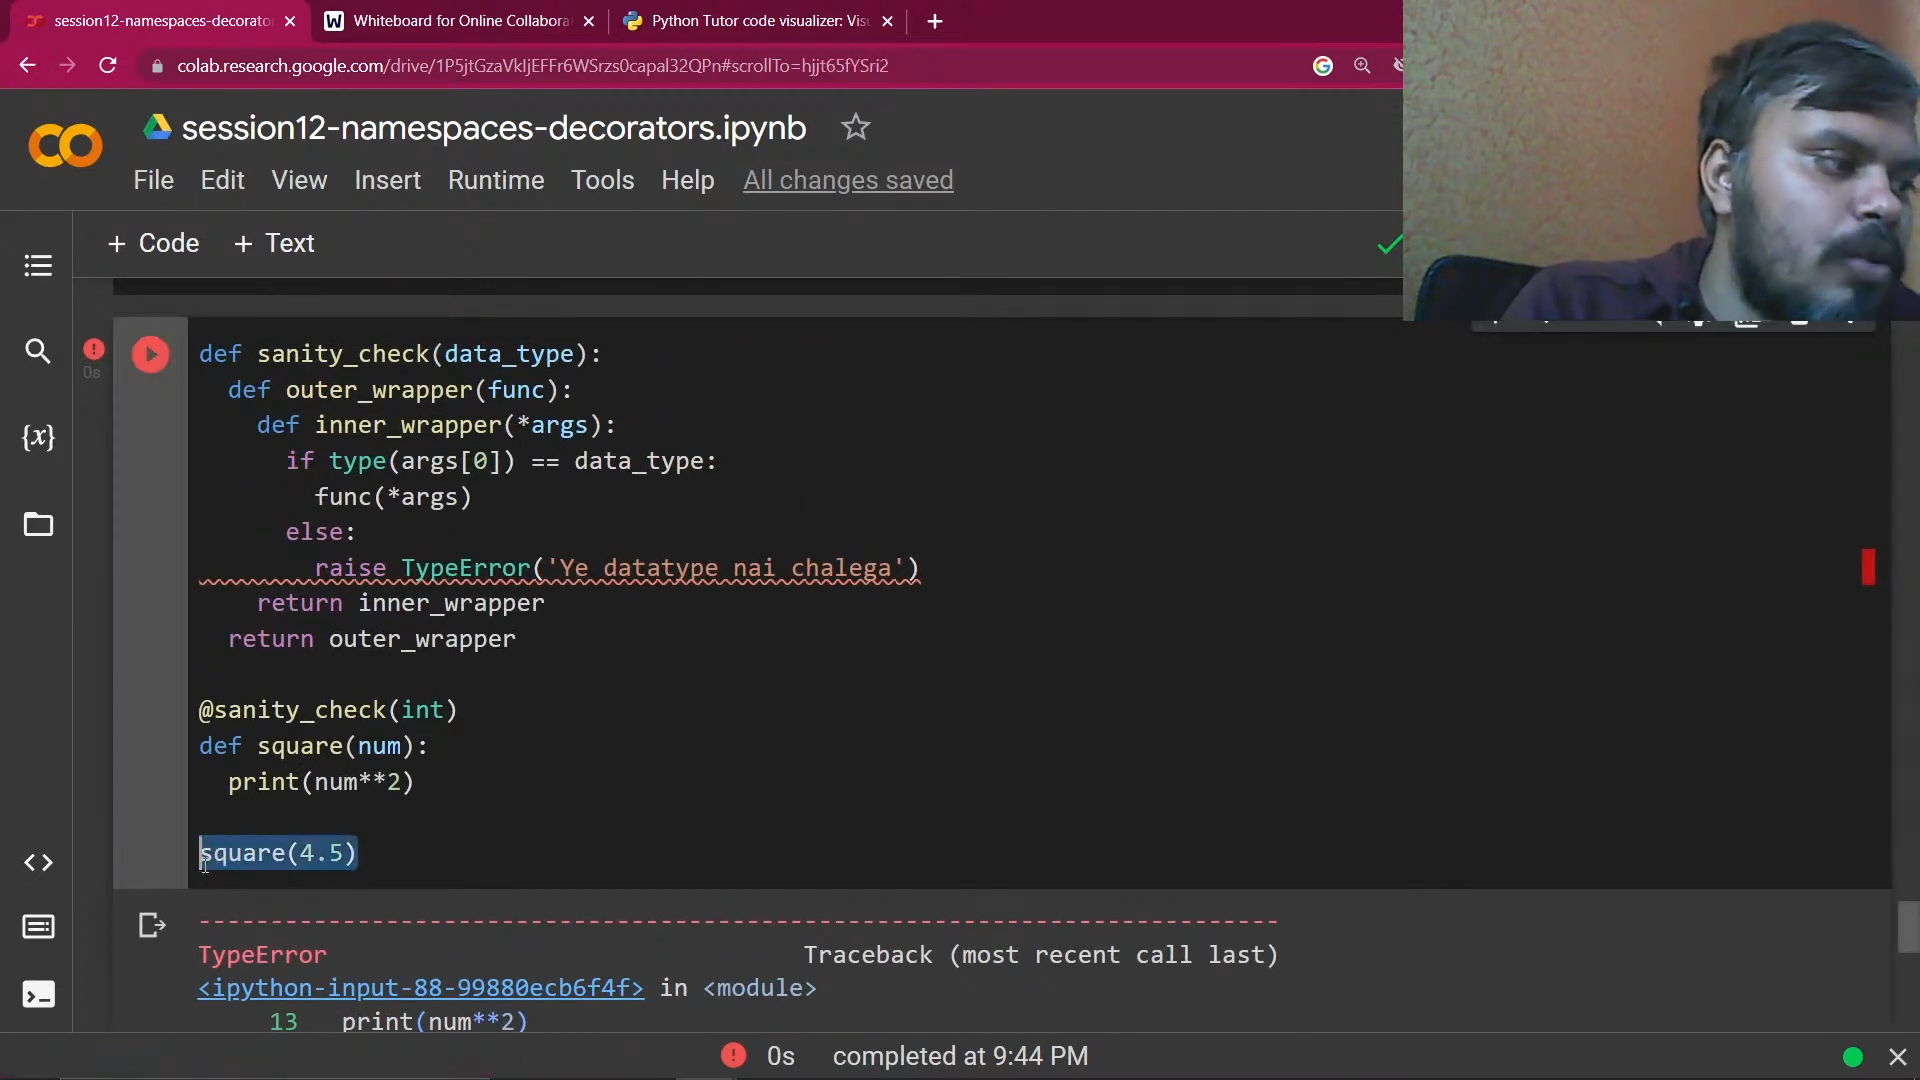 session12-namespaces-decorato
Whiteboard for Online Collabora
Python Tutor code visualizer: Vis
colab.research.google.com/drive/1P5jtGzaVkIjEFFr6WSrzs0capal32QPn#scrollTo=hjjt65fYSri2
session12-namespaces-decorators.ipynb
File Edit View Insert Runtime Tools Help All changes saved
+ Code + Text
def sanity_check(data_type):
def outer_wrapper(func):
def inner_wrapper(*args):
if type(args[0]) == data_type:
func(*args)
else:
raise TypeError('Ye datatype nai chalega')
return inner_wrapper
return outer_wrapper
@sanity_check(int)
def square(num):
print(num**2)
square(4.5)
0s
---------------------------------------------------------------------------
TypeError Traceback (most recent call last)
<ipython-input-88-99880ecb6f4f> in <module>
13 print(num**2)
0s completed at 9:44 PM